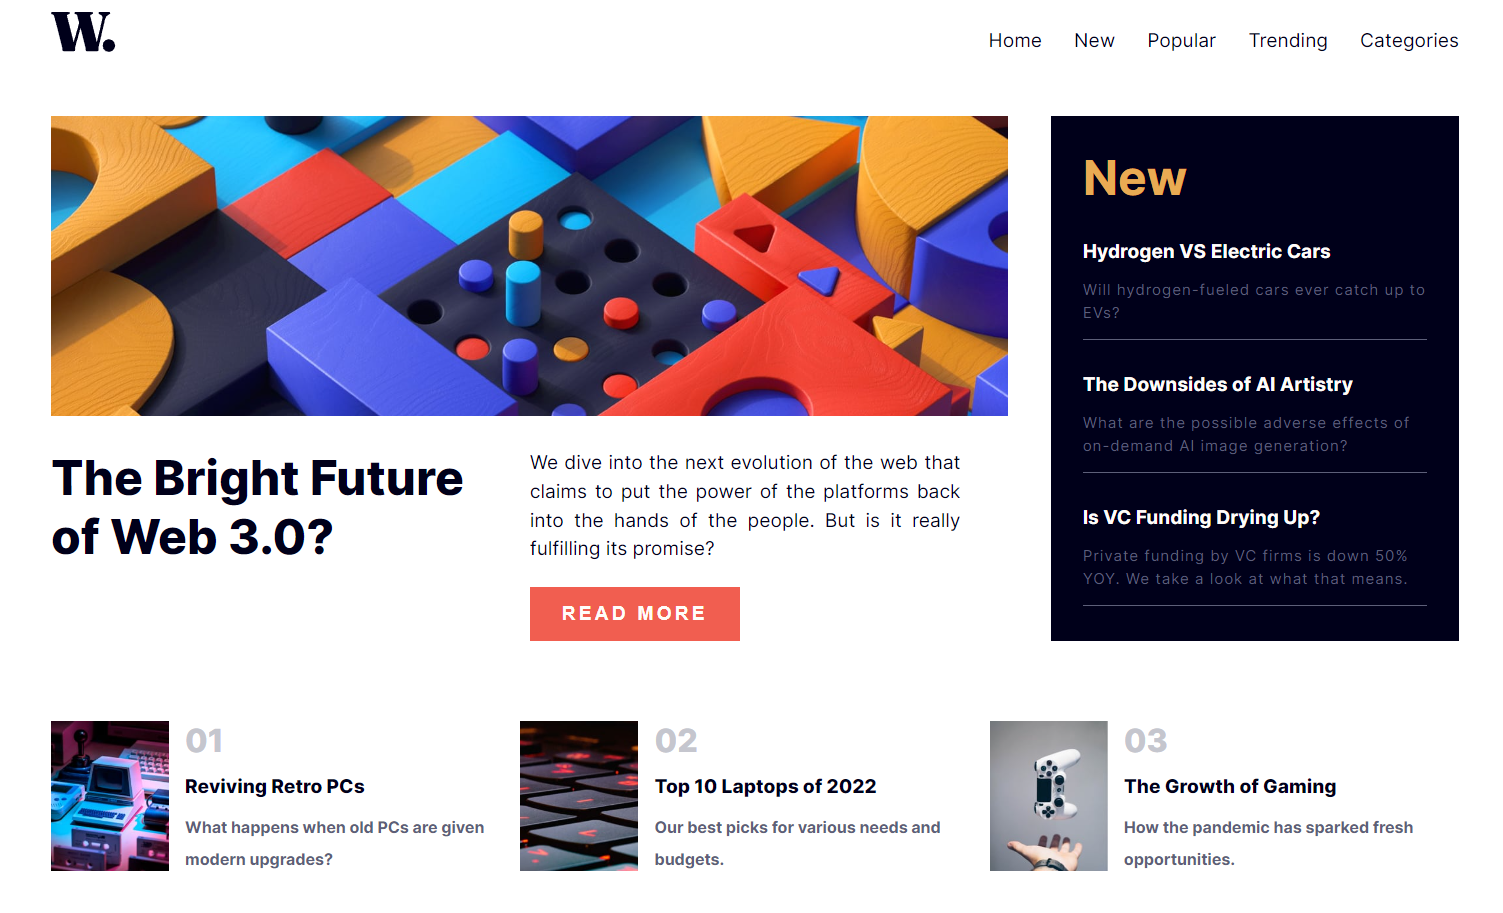 W.
Home New Popular Trending Categories
New
Hydrogen VS Electric Cars
Will hydrogen-fueled cars ever catch up to
EVs?
The Downsides of AI Artistry
What are the possible adverse effects of
on-demand AI image generation?
Is VC Funding Drying Up?
Private funding by VC firms is down 50%
YOY. We take a look at what that means.
The Bright Future
of Web 3.0?
We dive into the next evolution of the web that
claims to put the power of the platforms back
into the hands of the people. But is it really
fulfilling its promise?
READ MORE
01
Reviving Retro PCs
What happens when old PCs are given
modern upgrades?
02
Top 10 Laptops of 2022
Our best picks for various needs and
budgets.
03
The Growth of Gaming
How the pandemic has sparked fresh
opportunities.